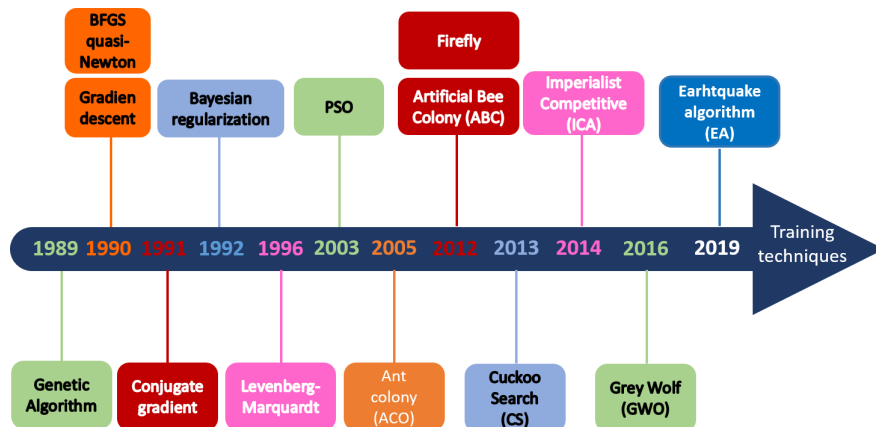 BFGS
quasi-
Newton
Firefly
Gradien
descent
Bayesian
regularization
PSO
Artificial Bee
Colony (ABC)
Imperialist
Competitive
(ICA)
Earhtquake
algorithm
(EA)
1989 1990 1991 1992 1996 2003 2005 2012 2013 2014 2016 2019
Training
techniques
Genetic
Algorithm
Conjugate
gradient
Levenberg-
Marquardt
Ant
colony
(ACO)
Cuckoo
Search
(CS)
Grey Wolf
(GWO)